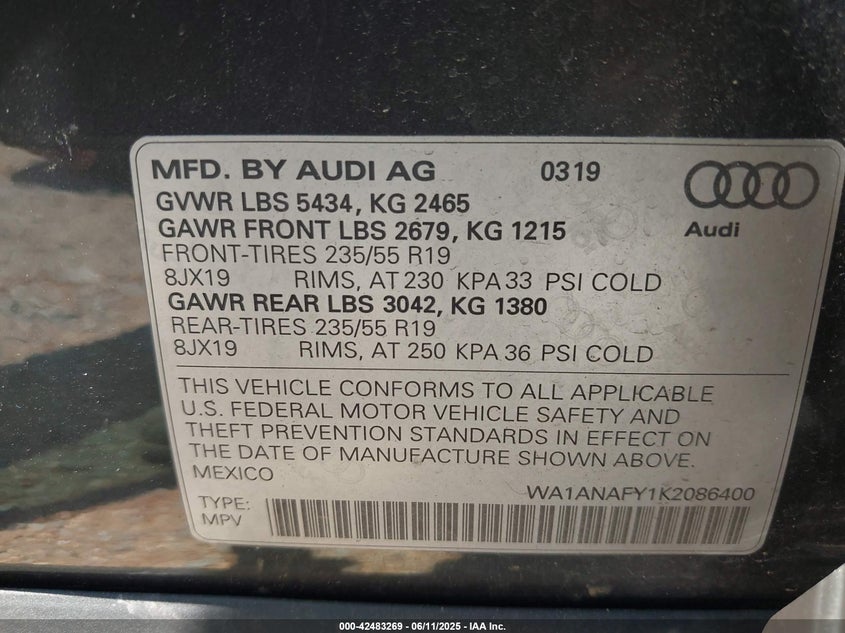 MFD. BY AUDI AG 0319
GVWR LBS 5434, KG 2465
GAWR FRONT LBS 2679, KG 1215
Audi
FRONT-TIRES 235/55 R19
8JX19 RIMS, AT 230 KPA 33 PSI COLD
GAWR REAR LBS 3042, KG 1380
REAR-TIRES 235/55 R19
8JX19 RIMS, AT 250 KPA 36 PSI COLD
THIS VEHICLE CONFORMS TO ALL APPLICABLE
U.S. FEDERAL MOTOR VEHICLE SAFETY AND
THEFT PREVENTION STANDARDS IN EFFECT ON
THE DATE OF MANUFACTURE SHOWN ABOVE.
MEXICO
WA1ANAFY1K2086400
TYPE:
MPV
000-42483269 - 06/11/2025 - IAA Inc.